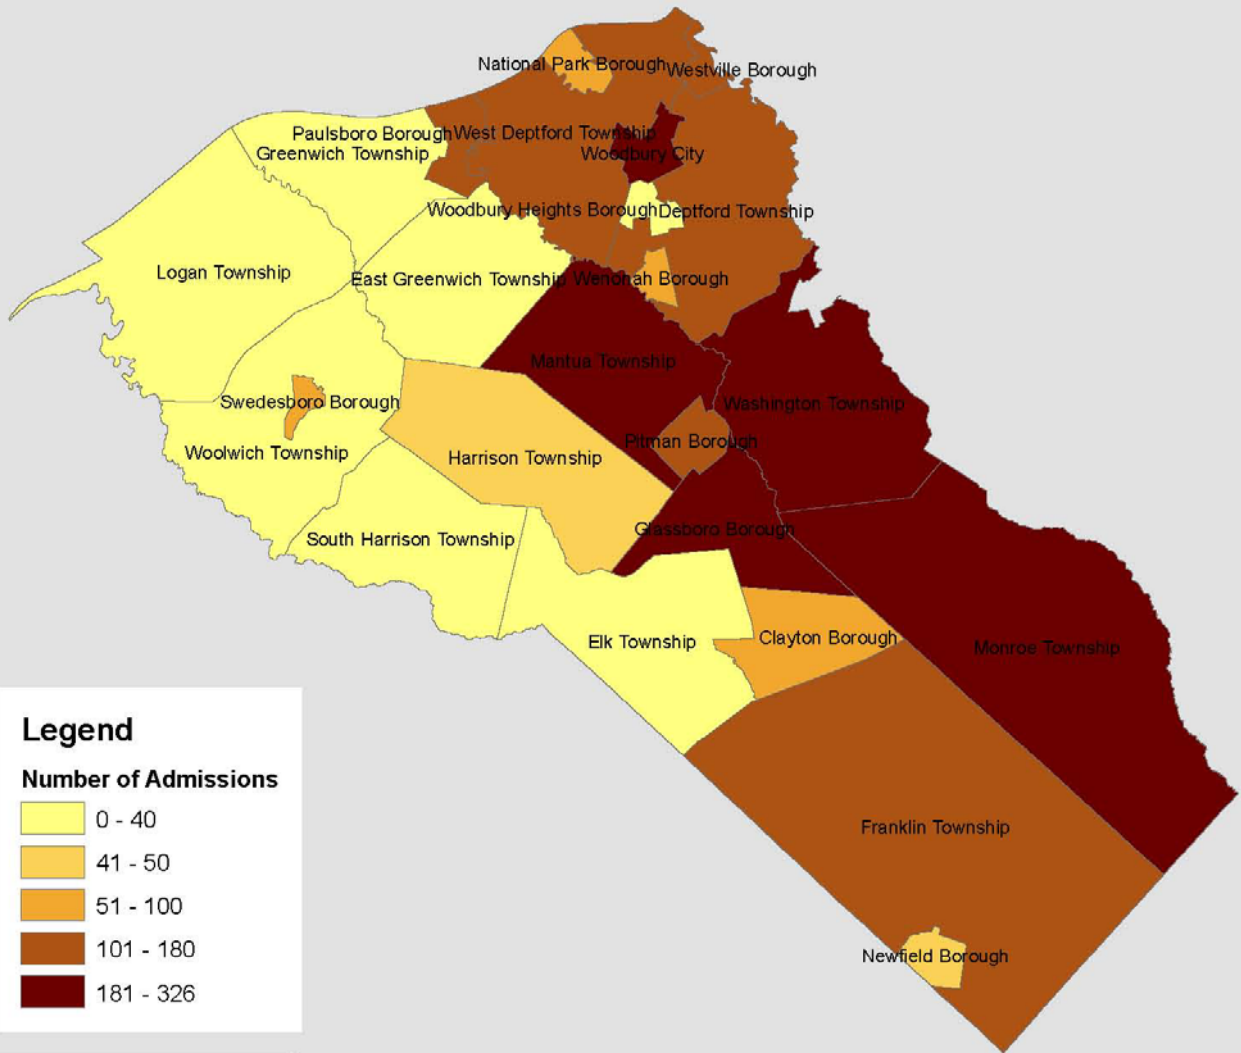 National Park Borough
Westville Borough
Paulsboro Borough
West Deptford Township
Greenwich Township
Woodbury City
Woodbury Heights Borough
Deptford Township
Logan Township
East Greenwich Township
Wenonah Borough
Mantua Township
Swedesboro Borough
Washington Township
Pitman Borough
Woolwich Township
Harrison Township
Glassboro Borough
South Harrison Township
Elk Township
Clayton Borough
Monroe Township
Franklin Township
Newfield Borough
Legend
Number of Admissions
0 - 40
41 - 50
51 - 100
101 - 180
181 - 326